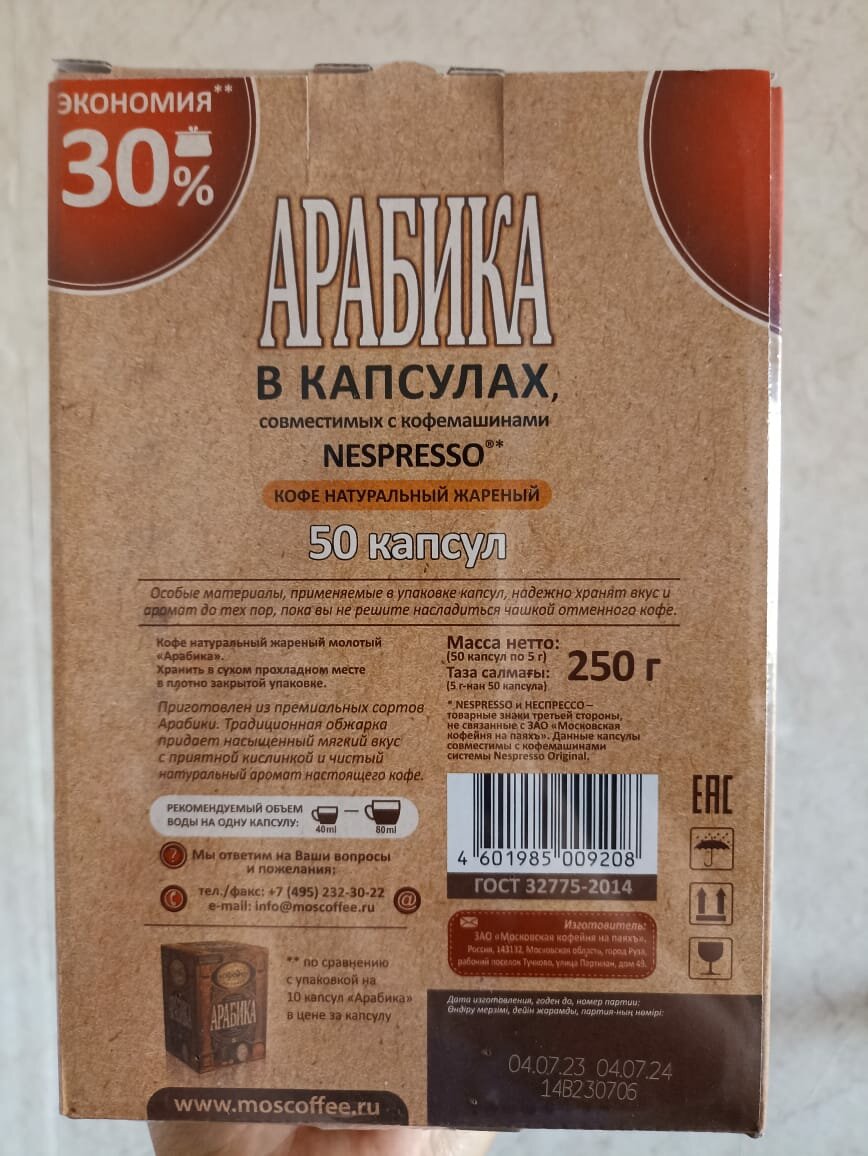 ЭКОНОМИЯ**
30%
АРАБИКА
В КАПСУЛАХ,
совместимых с кофемашинами
NESPRESSO®*
КОФЕ НАТУРАЛЬНЫЙ ЖАРЕНЫЙ
50 капсул
Особые материалы, применяемые в упаковке капсул, надежно хранят вкус и
аромат до тех пор, пока вы не решите насладиться чашкой отменного кофе.
Кофе натуральный жареный молотый
«Арабика».
Хранить в сухом прохладном месте
в плотно закрытой упаковке.
Приготовлен из премиальных сортов
Арабики. Традиционная обжарка
придает насыщенный мягкий вкус
с приятной кислинкой и чистый
натуральный аромат настоящего кофе.
РЕКОМЕНДУЕМЫЙ ОБЪЕМ
ВОДЫ НА ОДНУ КАПСУЛУ:
40ml — 80ml
Мы ответим на Ваши вопросы
и пожелания:
тел./факс: +7 (495) 232-30-22
e-mail: info@moscoffee.ru
@
АРАБИКА
** по сравнению
с упаковкой на
10 капсул «Арабика»
в цене за капсулу
www.moscoffee.ru
Масса нетто:
(50 капсул по 5 г)
Таза салмағы:
(5 г-нан 50 капсула)
250 г
* NESPRESSO и НЕСПРЕССО –
товарные знаки третьей стороны,
не связанные с ЗАО «Московская
кофейня на паяхъ». Данные капсулы
совместимы с кофемашинами
системы Nespresso Original.
4 601985 009208
ГОСТ 32775-2014
EAC
Изготовитель:
ЗАО «Московская кофейня на паяхъ».
Россия, 143132, Московская область, город Руза,
рабочий поселок Тучково, улица Партизан, дом 49.
Дата изготовления, годен до, номер партии:
Өндіру мерзімі, дейін жарамды, партия-ның нөмірі:
04.07.23 04.07.24
14B230706